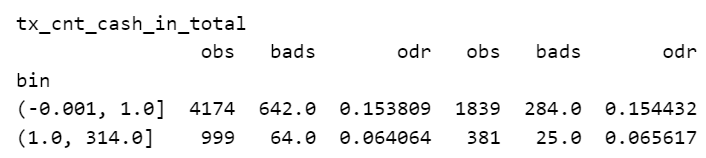 tx_cnt_cash_in_total
obs bads odr obs bads odr
bin
(-0.001, 1.0] 4174 642.0 0.153809 1839 284.0 0.154432
(1.0, 314.0] 999 64.0 0.064064 381 25.0 0.065617